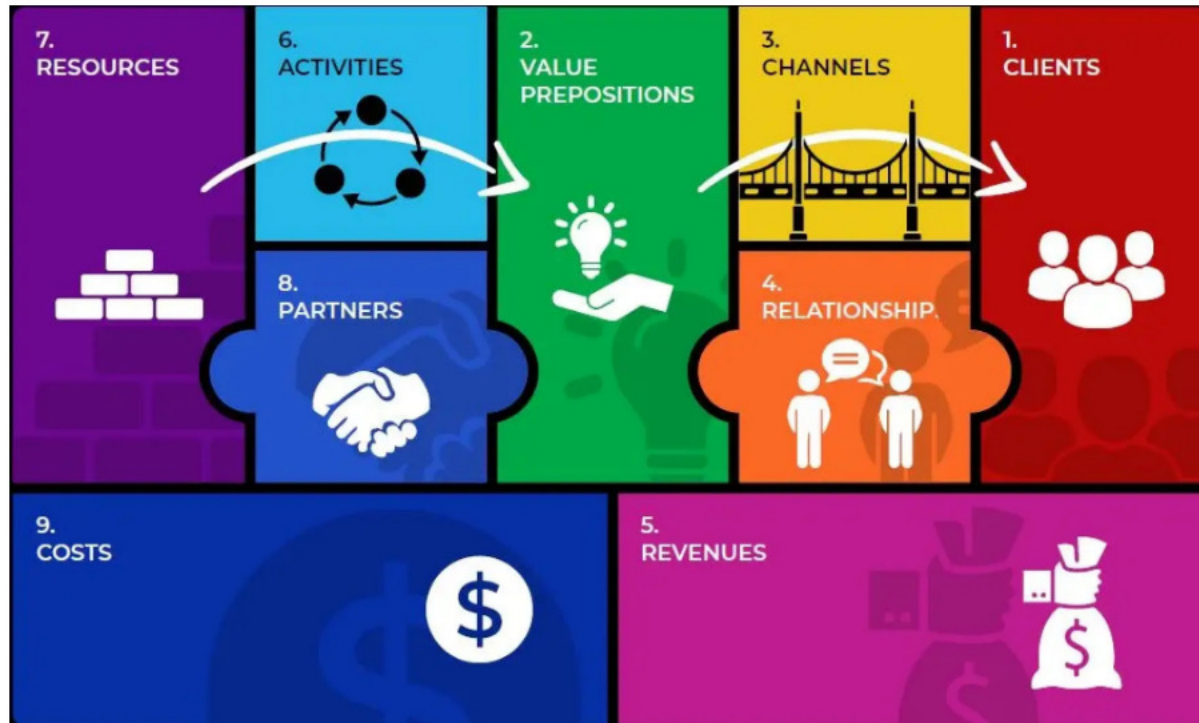 7.
RESOURCES
6.
ACTIVITIES
2.
VALUE
PREPOSITIONS
3.
CHANNELS
1.
CLIENTS
8.
PARTNERS
4.
RELATIONSHIP.
9.
COSTS
$
$
5.
REVENUES
$
$